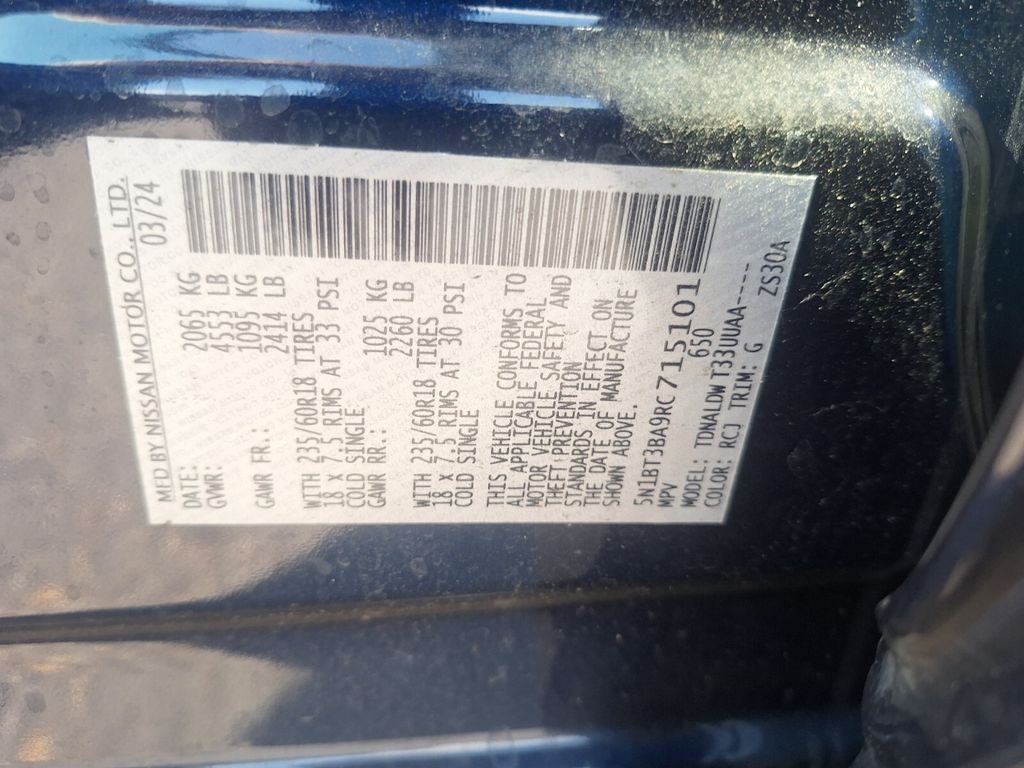 MFD BY NISSAN MOTOR CO., LTD.
DATE: 03/24
GVWR: 2065 KG
4553 LB
GAWR FR.: 1095 KG
2414 LB
WITH 235/60R18 TIRES
18 x 7.5 RIMS AT 33 PSI
COLD SINGLE
GAWR RR.: 1025 KG
2260 LB
WITH 235/60R18 TIRES
18 x 7.5 RIMS AT 30 PSI
COLD SINGLE
THIS VEHICLE CONFORMS TO
ALL APPLICABLE FEDERAL
MOTOR VEHICLE SAFETY AND
THEFT PREVENTION
STANDARDS IN EFFECT ON
THE DATE OF MANUFACTURE
SHOWN ABOVE.
5N1BT3BA9RC715101
MPV 650
MODEL: TDNALDW T33UUAA----
COLOR: RCJ TRIM: G ZS30A